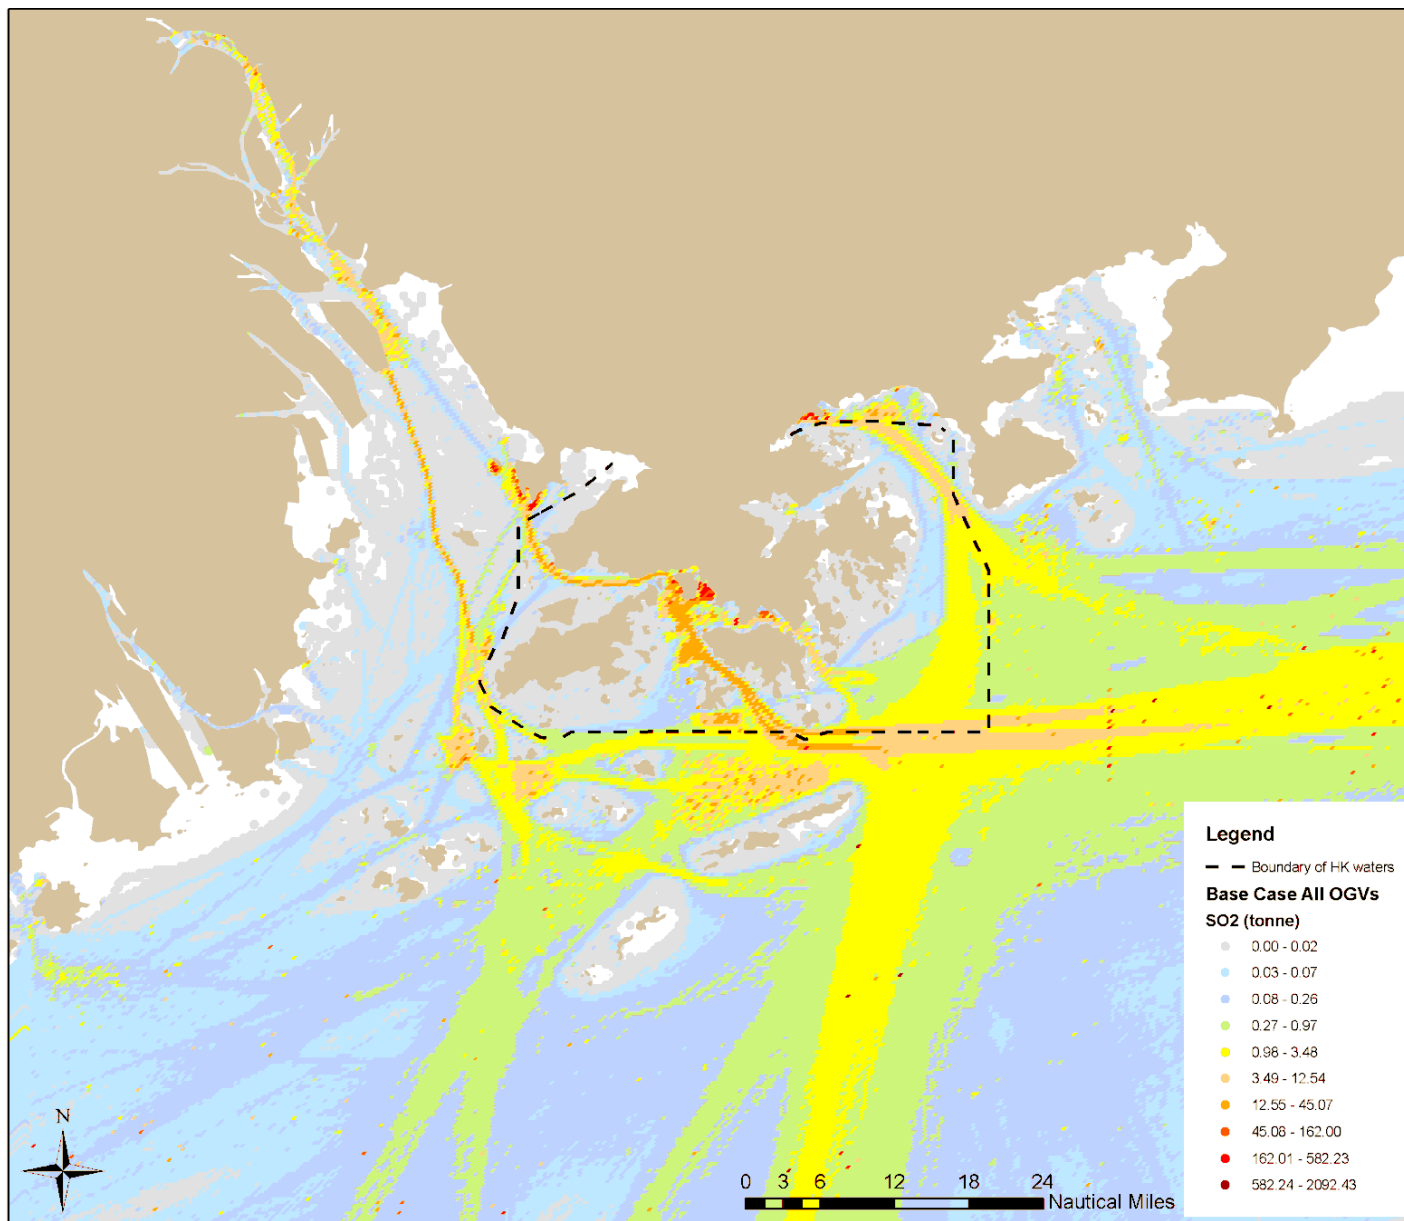 Legend
Boundary of HK waters
Base Case All OGVs
SO2 (tonne)
0.00 - 0.02
0.03 - 0.07
0.08 - 0.26
0.27 - 0.97
0.98 - 3.48
3.49 - 12.54
12.55 - 45.07
45.08 - 162.00
162.01 - 582.23
582.24 - 2092.43
N
0 3 6 12 18 24
Nautical Miles